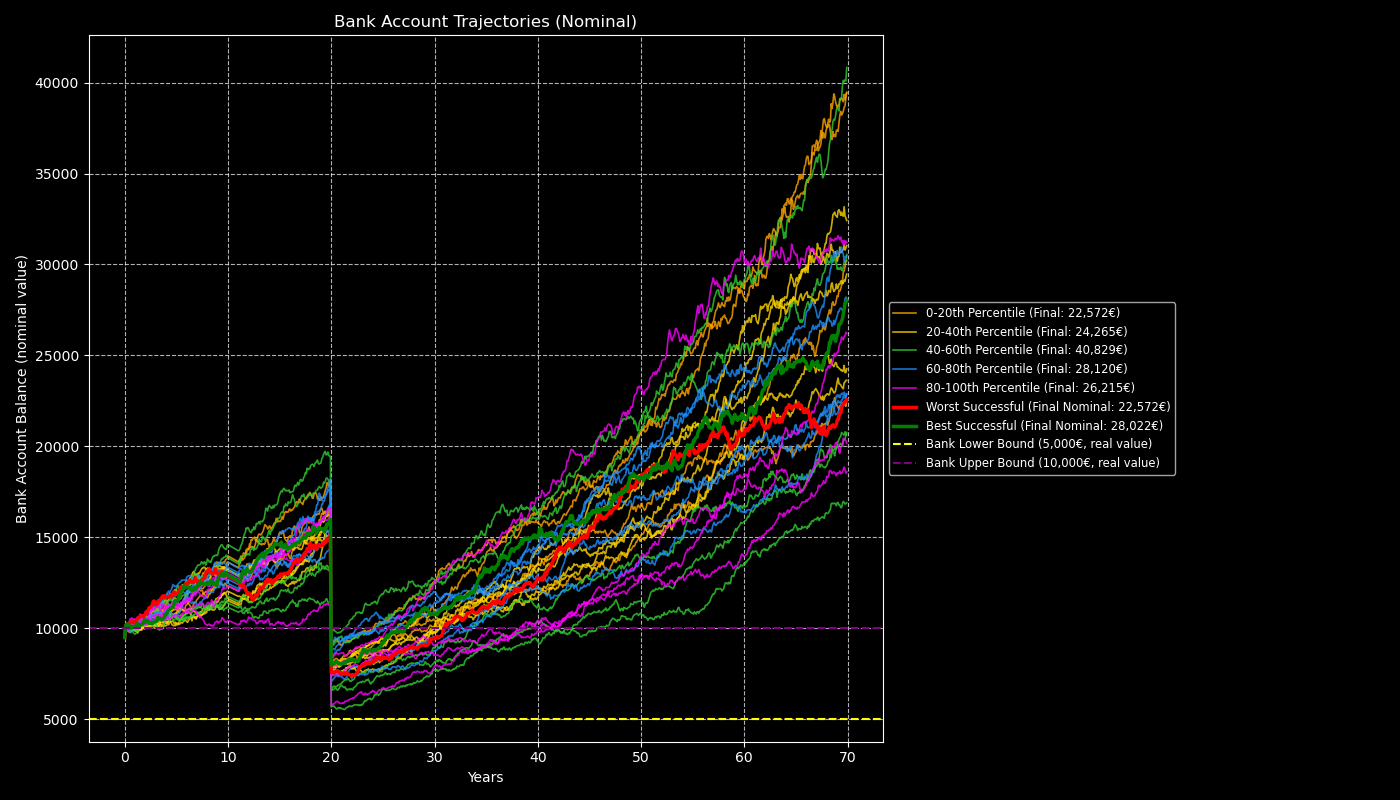 Bank Account Trajectories (Nominal)
Bank Account Balance (nominal value)
40000
35000
30000
25000
20000
15000
10000
5000
0 10 20 30 40 50 60 70
Years
0-20th Percentile (Final: 22,572€)
20-40th Percentile (Final: 24,265€)
40-60th Percentile (Final: 40,829€)
60-80th Percentile (Final: 28,120€)
80-100th Percentile (Final: 26,215€)
Worst Successful (Final Nominal: 22,572€)
Best Successful (Final Nominal: 28,022€)
Bank Lower Bound (5,000€, real value)
Bank Upper Bound (10,000€, real value)